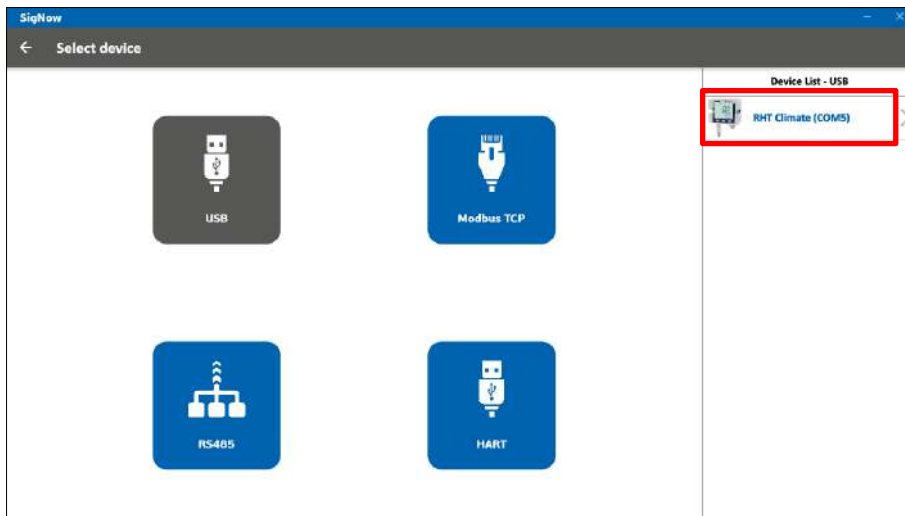 SigNow
Select device
Device List - USB
RHT Climate (COM5)
USB
Modbus TCP
RS485
HART